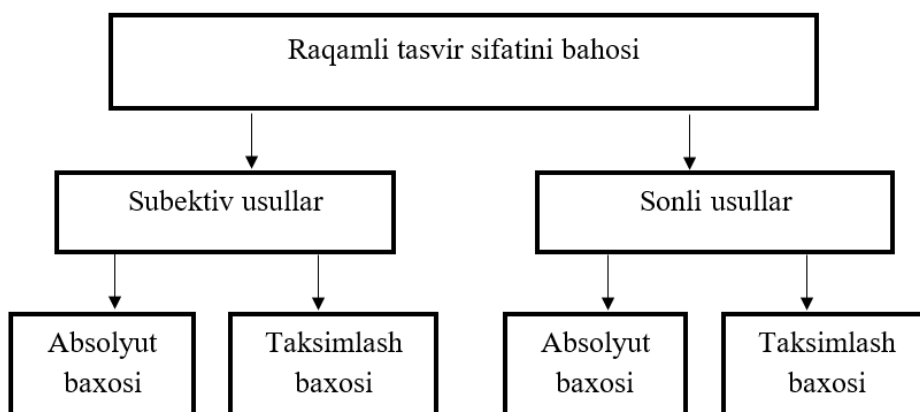 Raqamli tasvir sifatini bahosi
Subektiv usullar
Sonli usullar
Absolyut
baxosi
Taksimlash
baxosi
Absolyut
baxosi
Taksimlash
baxosi